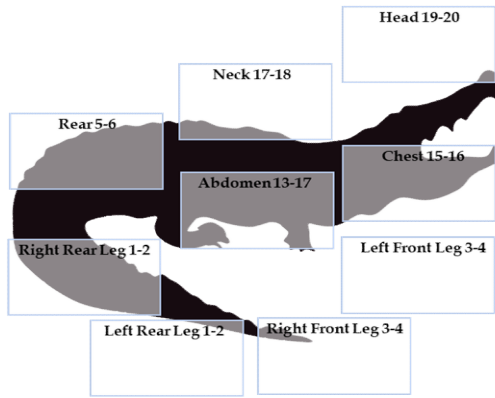 Head 19-20
Neck 17-18
Rear 5-6
Chest 15-16
Abdomen 13-17
Right Rear Leg 1-2
Left Front Leg 3-4
Left Rear Leg 1-2
Right Front Leg 3-4